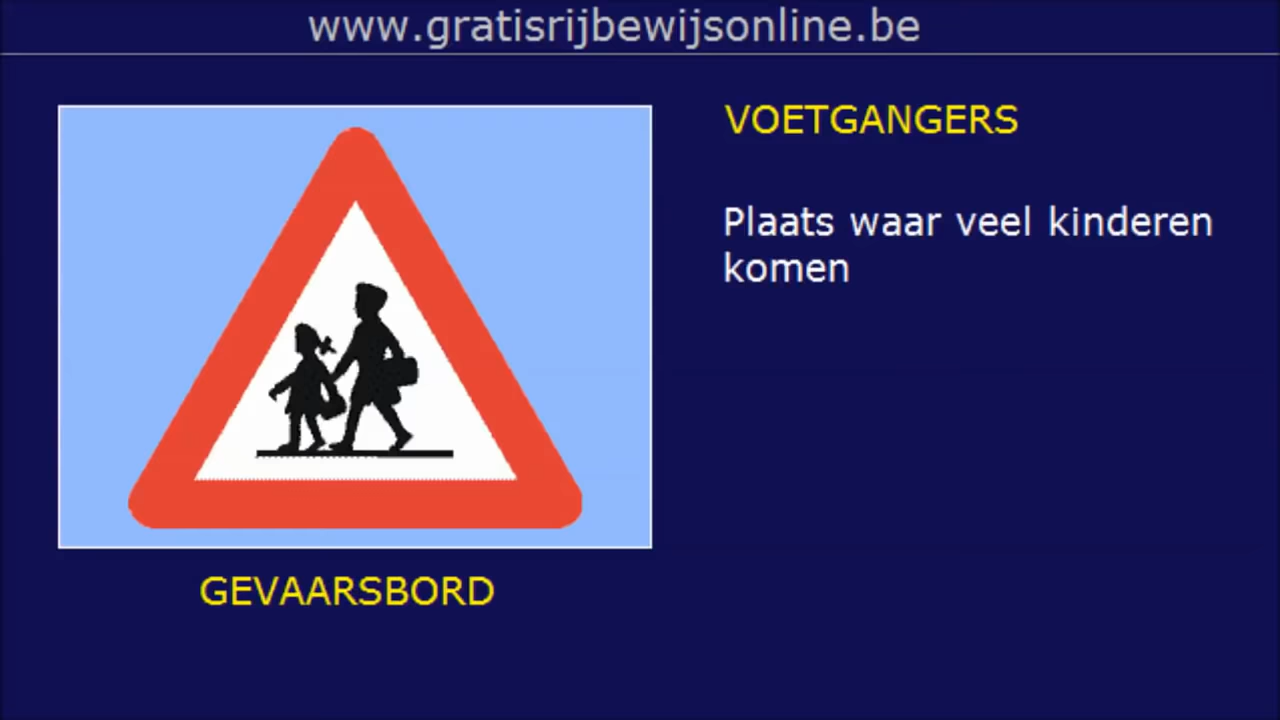 www.gratisrijbewijsonline.be
VOETGANGERS
Plaats waar veel kinderen
komen
GEVAARSBORD